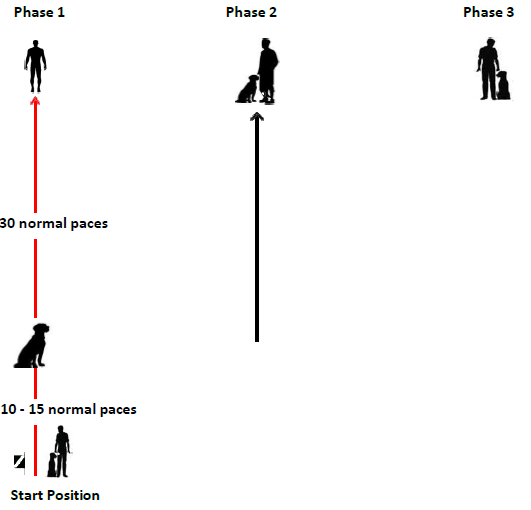 Phase 1
Phase 2
Phase 3
30 normal paces
10 - 15 normal paces
Start Position